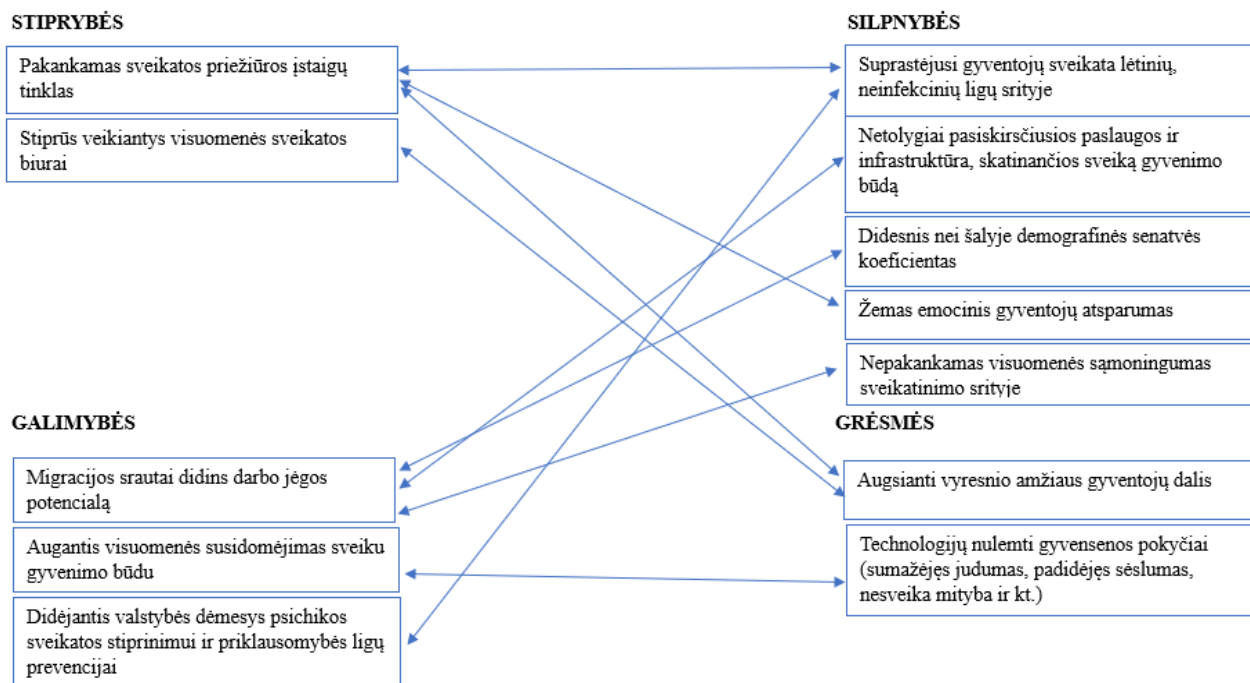 STIPRYBĖS
Pakankamas sveikatos priežiūros įstaigų
tinklas
Stiprūs veikiantys visuomenės sveikatos
biurai
SILPNYBĖS
Suprastėjusi gyventojų sveikata lėtinių,
neinfekcinių ligų srityje
Netolygiai pasiskirsčiusios paslaugos ir
infrastruktūra, skatinančios sveiką gyvenimo
būdą
Didesnis nei šalyje demografinės senatvės
koeficientas
Žemas emocinis gyventojų atsparumas
Nepakankamas visuomenės sąmoningumas
sveikatinimo srityje
GALIMYBĖS
Migracijos srautai didins darbo jėgos
potencialą
Augantis visuomenės susidomėjimas sveiku
gyvenimo būdu
Didėjantis valstybės dėmesys psichikos
sveikatos stiprinimui ir priklausomybės ligų
prevencijai
GRĖSMĖS
Augsianti vyresnio amžiaus gyventojų dalis
Technologijų nulemti gyvensenos pokyčiai
(sumažėjęs judumas, padidėjęs sėslumas,
nesveika mityba ir kt.)